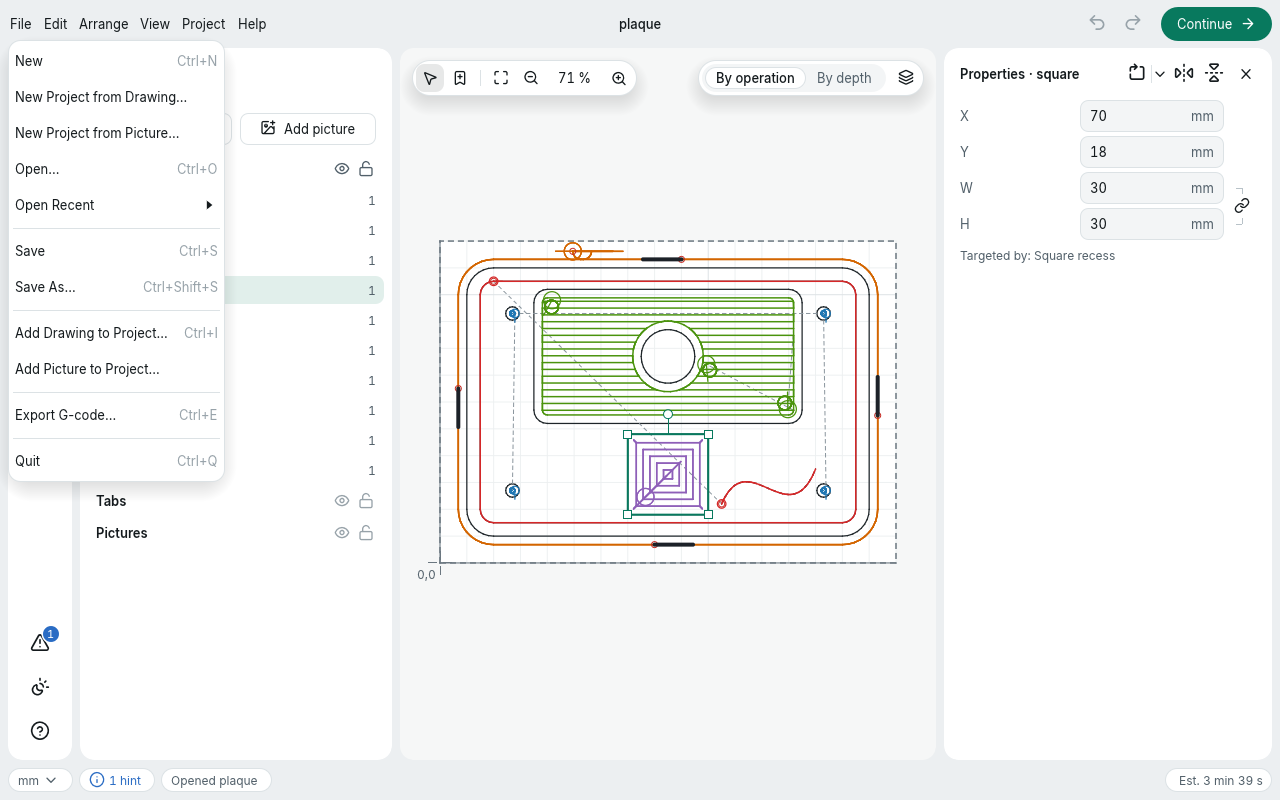 File Edit Arrange View Project Help
plaque
Continue
New Ctrl+N
New Project from Drawing...
New Project from Picture...
Open... Ctrl+O
Open Recent
Save Ctrl+S
Save As... Ctrl+Shift+S
Add Drawing to Project... Ctrl+I
Add Picture to Project...
Export G-code... Ctrl+E
Quit Ctrl+Q
Add picture
1
1
1
1
1
1
1
1
1
1
Tabs
Pictures
1
71 %
By operation By depth
0,0
Properties · square
X 70 mm
Y 18 mm
W 30 mm
H 30 mm
Targeted by: Square recess
mm
1 hint
Opened plaque
Est. 3 min 39 s